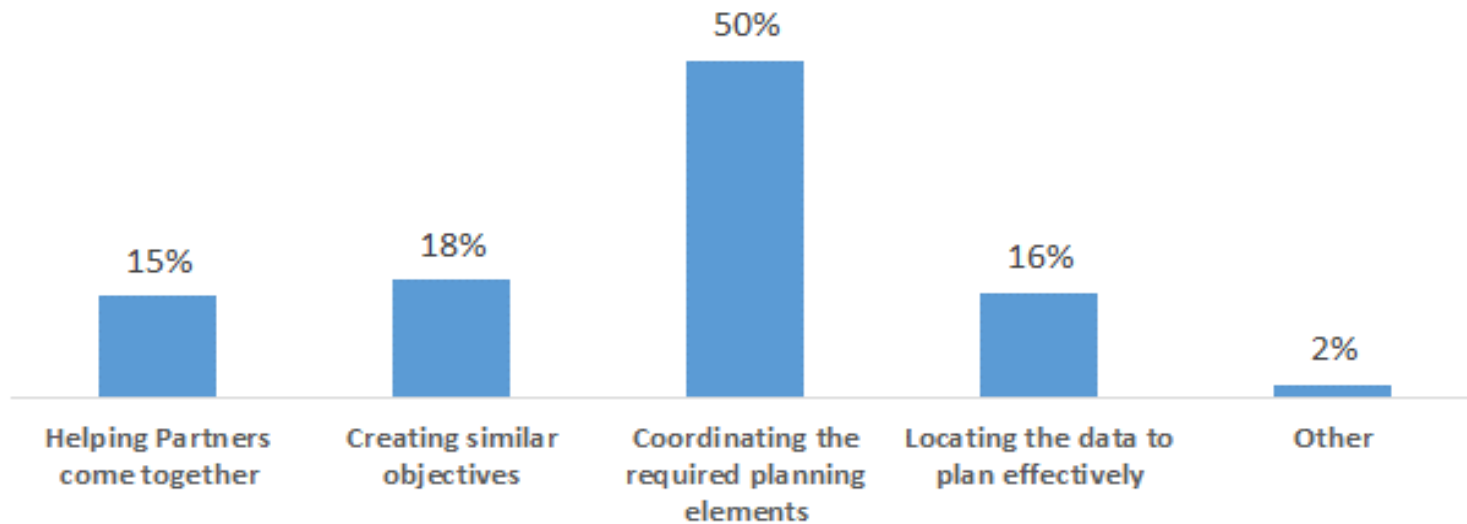 50%
18%
15%
16%
2%
Helping Partners
come together
Creating similar
objectives
Coordinating the
required planning
elements
Locating the data to
plan effectively
Other